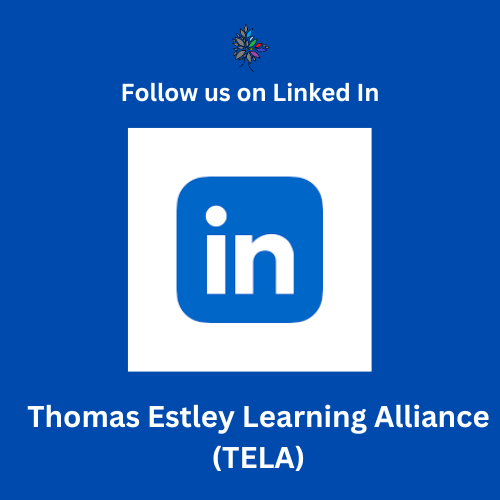 Follow us on Linked In
in
Thomas Estley Learning Alliance
(TELA)